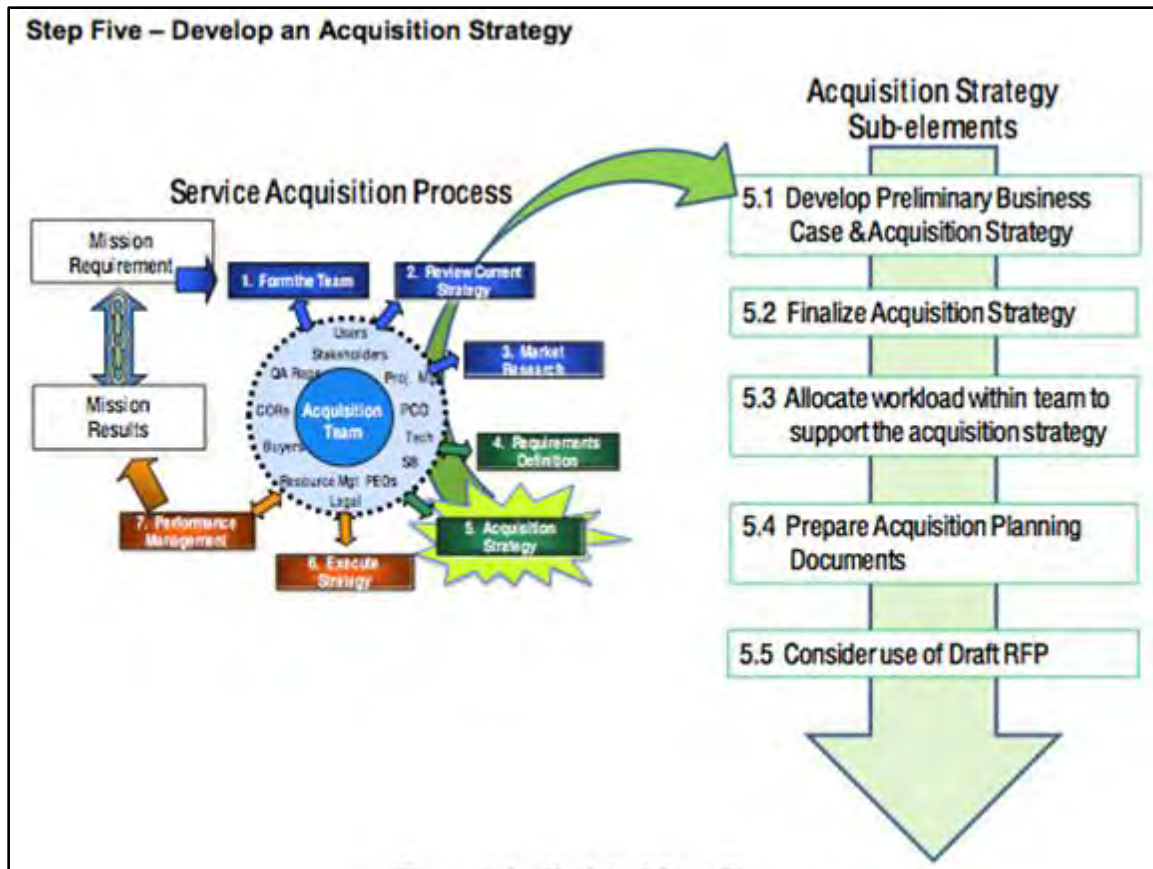 Step Five – Develop an Acquisition Strategy
Service Acquisition Process
Mission
Requirement
Mission
Results
1. Formthe Team
2. Review Current
Strategy
3. Market
Research
4. Requirements
Definition
5. Acquisition
Strategy
6. Execute
Strategy
7. Performance
Management
Users
Stakeholders
QA Reps
Proj. Mgt
CORs
PCO
Acquisition
Team
Tech
Buyers
SB
Resource Mgt PEOs
Legal
Acquisition Strategy
Sub-elements
5.1 Develop Preliminary Business
Case & Acquisition Strategy
5.2 Finalize Acquisition Strategy
5.3 Allocate workload within team to
support the acquisition strategy
5.4 Prepare Acquisition Planning
Documents
5.5 Consider use of Draft RFP